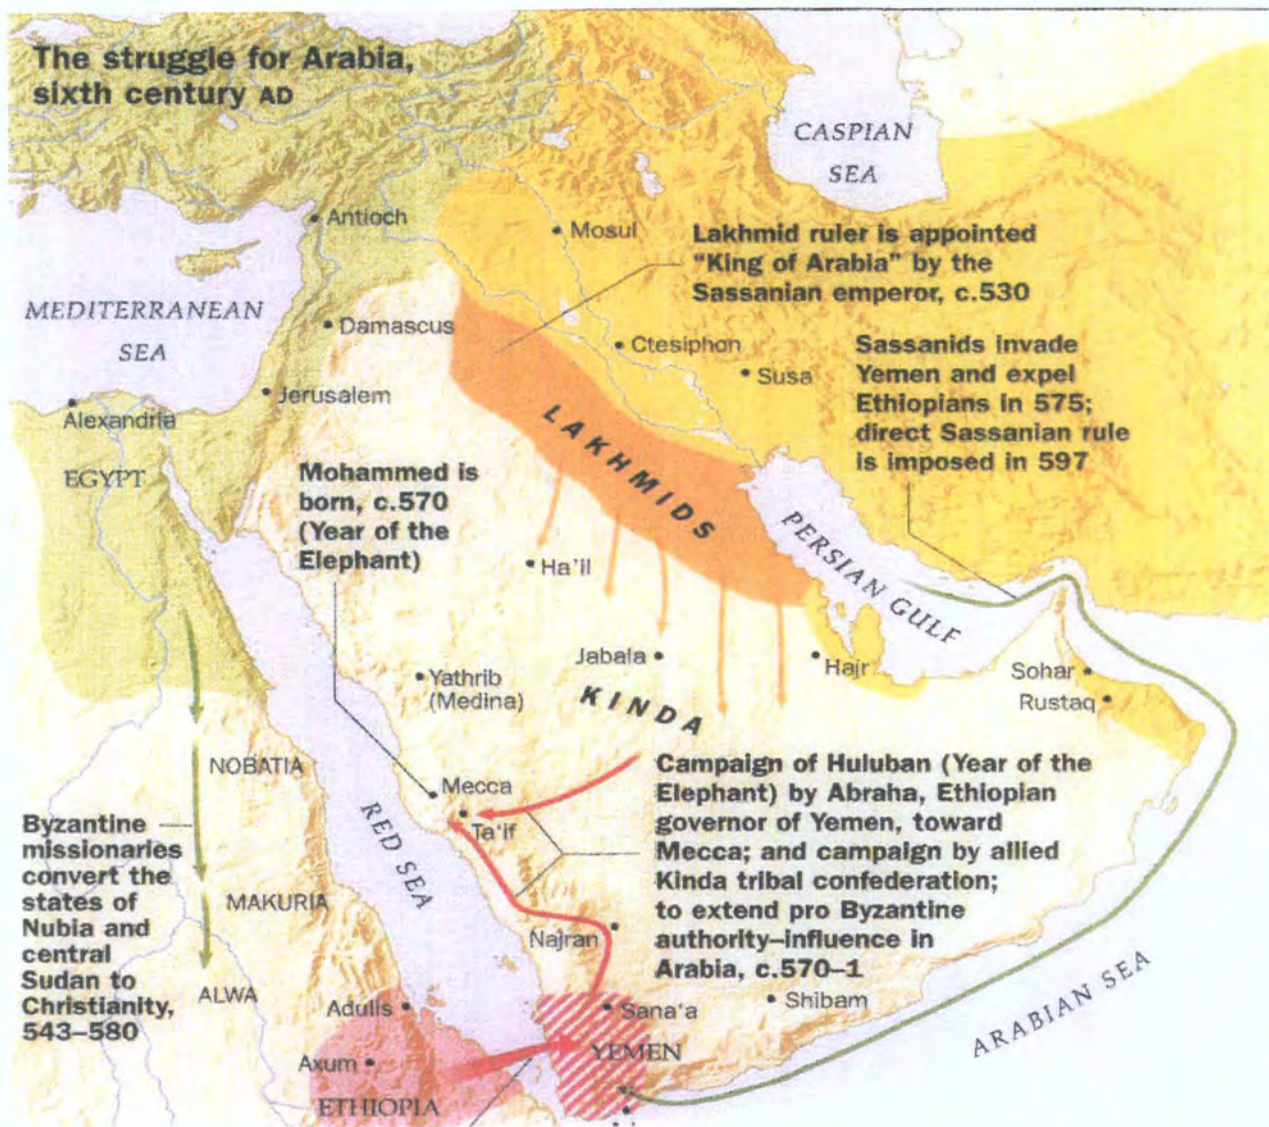 The struggle for Arabia,
sixth century AD
CASPIAN
SEA
Antioch
Mosul
Lakhmid ruler is appointed
“King of Arabia” by the
Sassanian emperor, c.530
MEDITERRANEAN
SEA
Damascus
Ctesiphon
Susa
Sassanids invade
Yemen and expel
Ethiopians in 575;
direct Sassanian rule
is imposed in 597
Jerusalem
Alexandria
EGYPT
LAKHMIDS
Mohammed is
born, c.570
(Year of the
Elephant)
PERSIAN GULF
Ha'il
Jabala
Hajr
Sohar
Rustaq
Yathrib
(Medina)
KINDA
NOBATIA
Mecca
Ta'if
RED SEA
Campaign of Huluban (Year of the
Elephant) by Abraha, Ethiopian
governor of Yemen, toward
Mecca; and campaign by allied
Kinda tribal confederation;
to extend pro Byzantine
authority–influence in
Arabia, c.570–1
Byzantine
missionaries
convert the
states of
Nubia and
central
Sudan to
Christianity,
543–580
MAKURIA
Najran
ALWA
Adulis
Sana'a
Shibam
ARABIAN SEA
Axum
YEMEN
ETHIOPIA